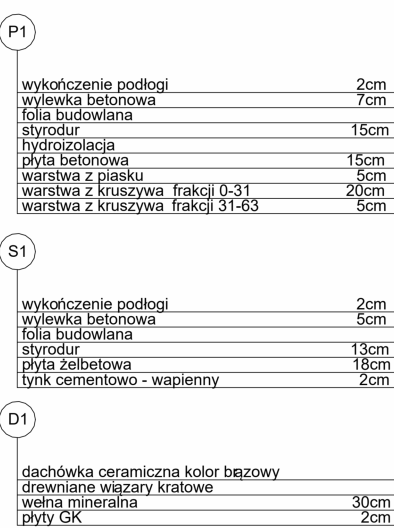 P1
wykończenie podłogi 2cm
wylewka betonowa 7cm
folia budowlana
styrodur 15cm
hydroizolacja
płyta betonowa 15cm
warstwa z piasku 5cm
warstwa z kruszywa frakcji 0-31 20cm
warstwa z kruszywa frakcji 31-63 5cm
S1
wykończenie podłogi 2cm
wylewka betonowa 5cm
folia budowlana
styrodur 13cm
płyta żelbetowa 18cm
tynk cementowo - wapienny 2cm
D1
dachówka ceramiczna kolor brązowy
drewniane wiązary kratowe
wełna mineralna 30cm
płyty GK 2cm